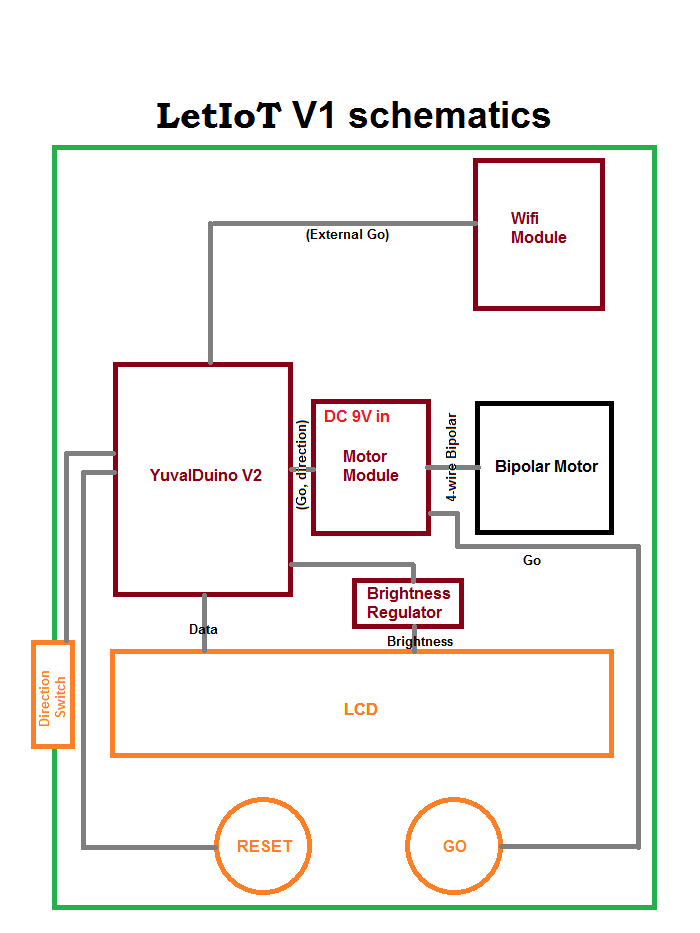 LetIoT V1 schematics
Wifi
Module
(External Go)
DC 9V in
Motor
Module
(Go, direction)
4-wire Bipolar
Bipolar Motor
YuvalDuino V2
Go
Brightness
Regulator
Data
Brightness
Direction
Switch
LCD
RESET
GO